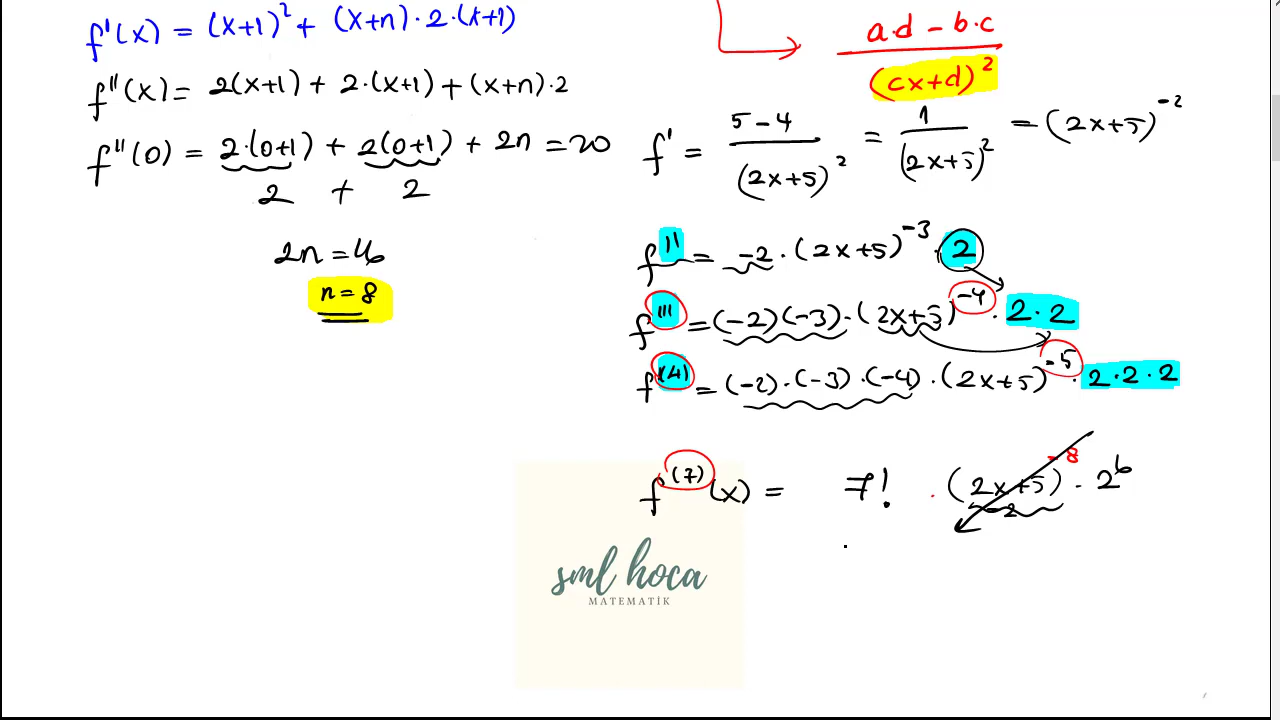 f'(x) = (x+1)² + (x+n)·2·(x+1)
f''(x) = 2(x+1) + 2·(x+1) + (x+n)·2
f''(0) = 2·(0+1) + 2(0+1) + 2n = 20
2 + 2
2n = 16
n = 8
a·d - b·c / (cx+d)²
f' = 5-4 / (2x+5)² = 1 / (2x+5)² = (2x+5)⁻²
f'' = -2·(2x+5)⁻³·2
f''' = (-2)(-3)·(2x+5)⁻⁴·2·2
f⁽⁴⁾ = (-2)·(-3)·(-4)·(2x+5)⁻⁵·2·2·2
f⁽⁷⁾(x) = 7! · (2x+5)⁻⁸ · 2⁶
-2
sml hoca
MATEMATİK